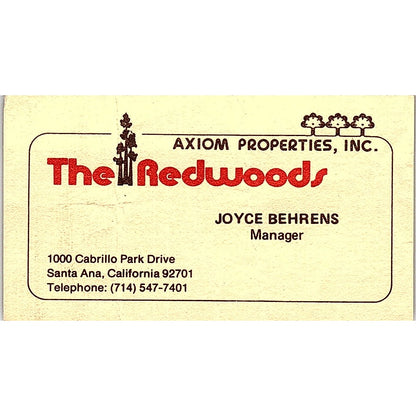 AXIOM PROPERTIES, INC.
The Redwoods
JOYCE BEHRENS
Manager
1000 Cabrillo Park Drive
Santa Ana, California 92701
Telephone: (714) 547-7401